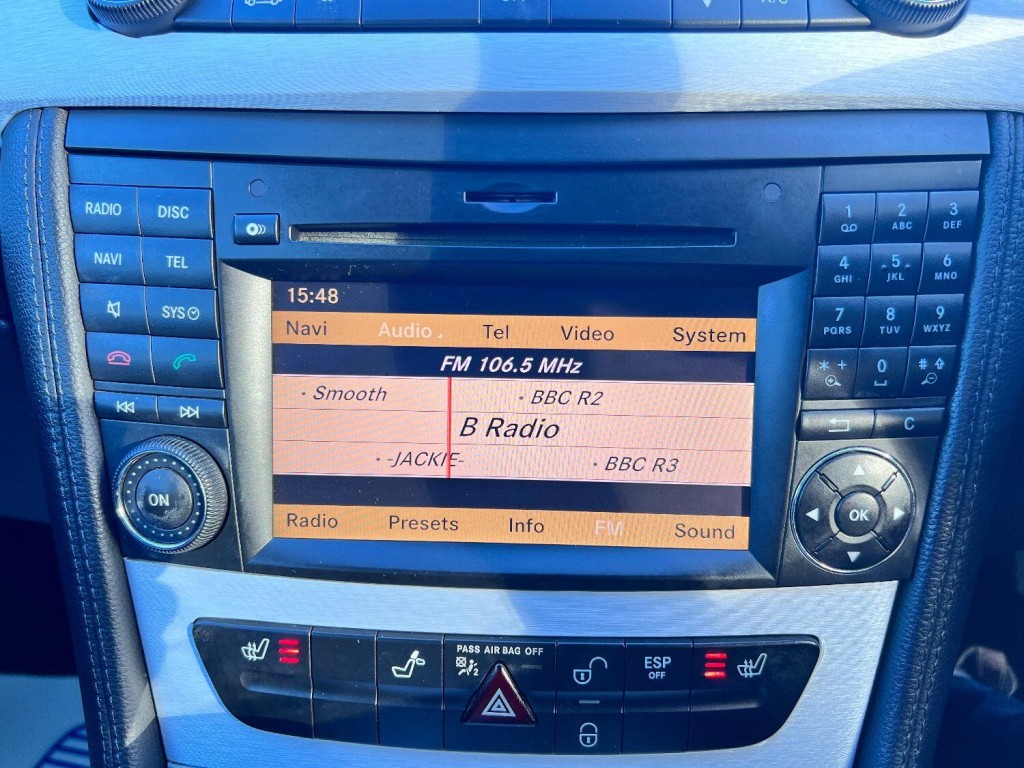 A/C
RADIO DISC
NAVI TEL
SYS
ON
15:48
Navi Audio Tel Video System
FM 106.5 MHz
• Smooth • BBC R2
B Radio
• -JACKIE- • BBC R3
Radio Presets Info FM Sound
1 2 ABC 3 DEF
4 GHI 5 JKL 6 MNO
7 PQRS 8 TUV 9 WXYZ
* + 0 #
C
OK
PASS AIR BAG OFF
2
ESP
OFF